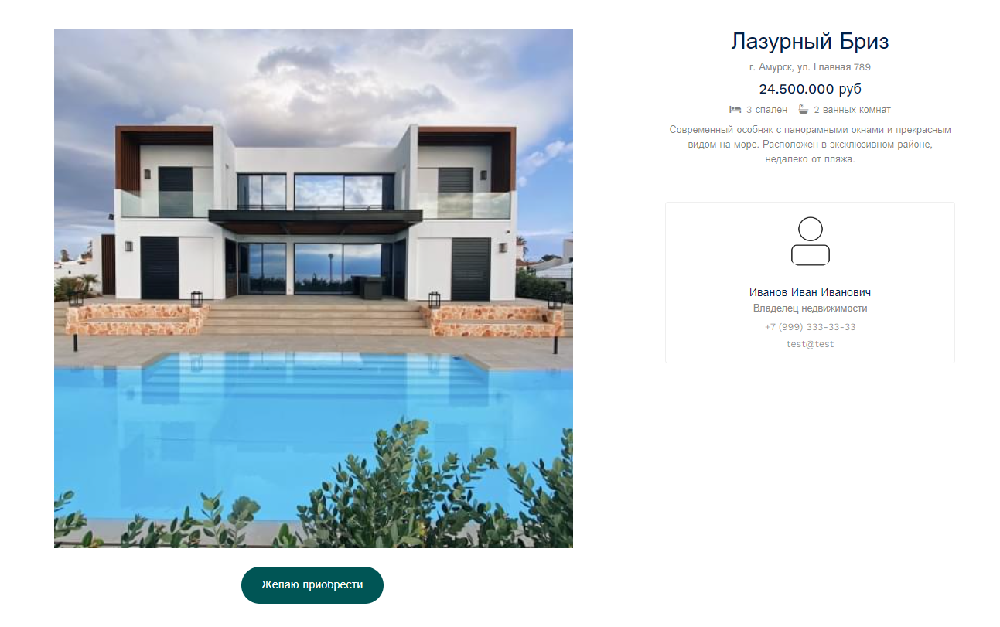 Лазурный Бриз
г. Амурск, ул. Главная 789
24.500.000 руб
3 спален 2 ванных комнат
Современный особняк с панорамными окнами и прекрасным
видом на море. Расположен в эксклюзивном районе,
недалеко от пляжа.
Иванов Иван Иванович
Владелец недвижимости
+7 (999) 333-33-33
test@test
Желаю приобрести